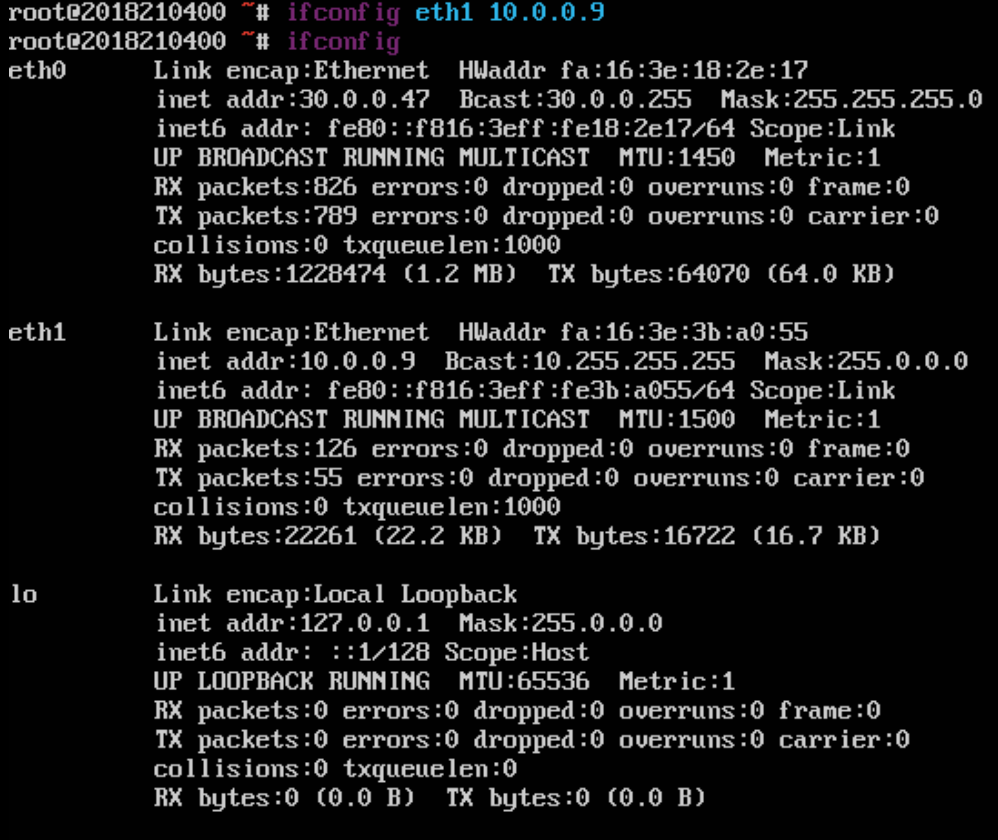 root@2018210400 ~# ifconfig eth1 10.0.0.9
root@2018210400 ~# ifconfig
eth0      Link encap:Ethernet  HWaddr fa:16:3e:18:2e:17
          inet addr:30.0.0.47  Bcast:30.0.0.255  Mask:255.255.255.0
          inet6 addr: fe80::f816:3eff:fe18:2e17/64 Scope:Link
          UP BROADCAST RUNNING MULTICAST  MTU:1450  Metric:1
          RX packets:826 errors:0 dropped:0 overruns:0 frame:0
          TX packets:789 errors:0 dropped:0 overruns:0 carrier:0
          collisions:0 txqueuelen:1000
          RX bytes:1228474 (1.2 MB)  TX bytes:64070 (64.0 KB)

eth1      Link encap:Ethernet  HWaddr fa:16:3e:3b:a0:55
          inet addr:10.0.0.9  Bcast:10.255.255.255  Mask:255.0.0.0
          inet6 addr: fe80::f816:3eff:fe3b:a055/64 Scope:Link
          UP BROADCAST RUNNING MULTICAST  MTU:1500  Metric:1
          RX packets:126 errors:0 dropped:0 overruns:0 frame:0
          TX packets:55 errors:0 dropped:0 overruns:0 carrier:0
          collisions:0 txqueuelen:1000
          RX bytes:22261 (22.2 KB)  TX bytes:16722 (16.7 KB)

lo        Link encap:Local Loopback
          inet addr:127.0.0.1  Mask:255.0.0.0
          inet6 addr: ::1/128 Scope:Host
          UP LOOPBACK RUNNING  MTU:65536  Metric:1
          RX packets:0 errors:0 dropped:0 overruns:0 frame:0
          TX packets:0 errors:0 dropped:0 overruns:0 carrier:0
          collisions:0 txqueuelen:0
          RX bytes:0 (0.0 B)  TX bytes:0 (0.0 B)